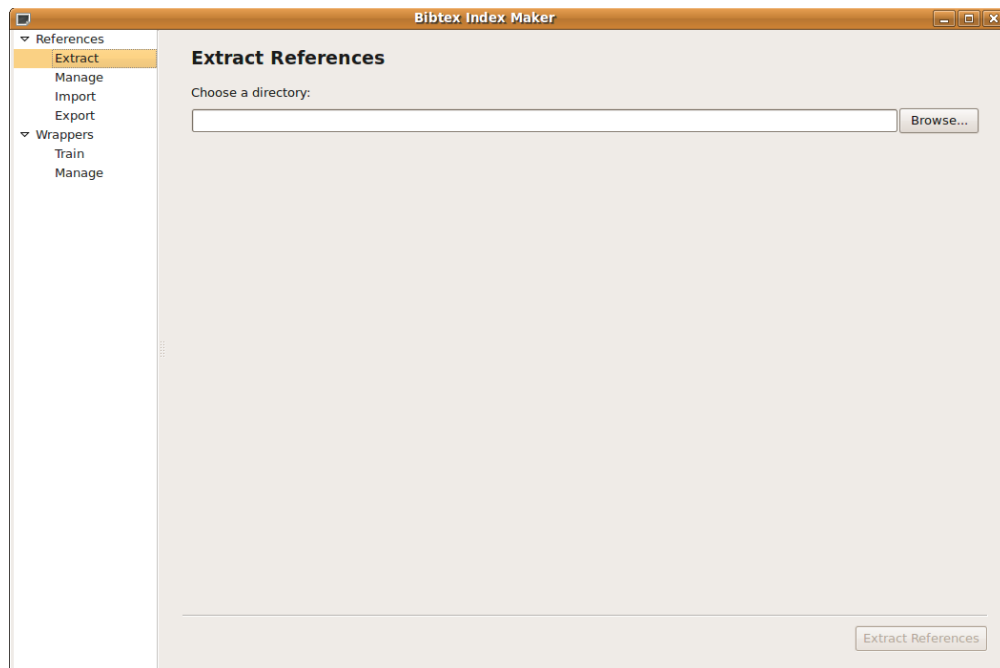 Bibtex Index Maker
References
Extract
Manage
Import
Export
Wrappers
Train
Manage
Extract References
Choose a directory:
Browse...
Extract References